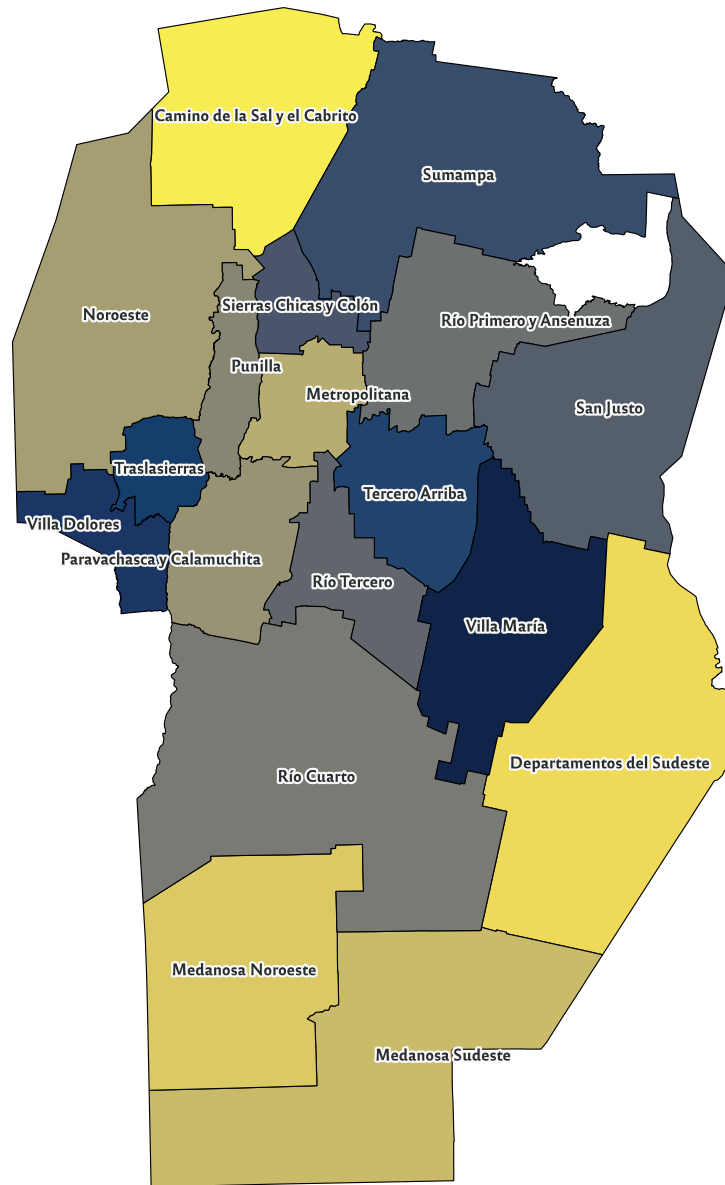 Camino de la Sal y el Cabrito
Sumampa
Sierras Chicas y Colón
Noroeste
Río Primero y Ansenuza
Punilla
Metropolitana
San Justo
Traslasierras
Tercero Arriba
Villa Dolores
Paravachasca y Calamuchita
Río Tercero
Villa María
Departamentos del Sudeste
Río Cuarto
Medanosa Noroeste
Medanosa Sudeste